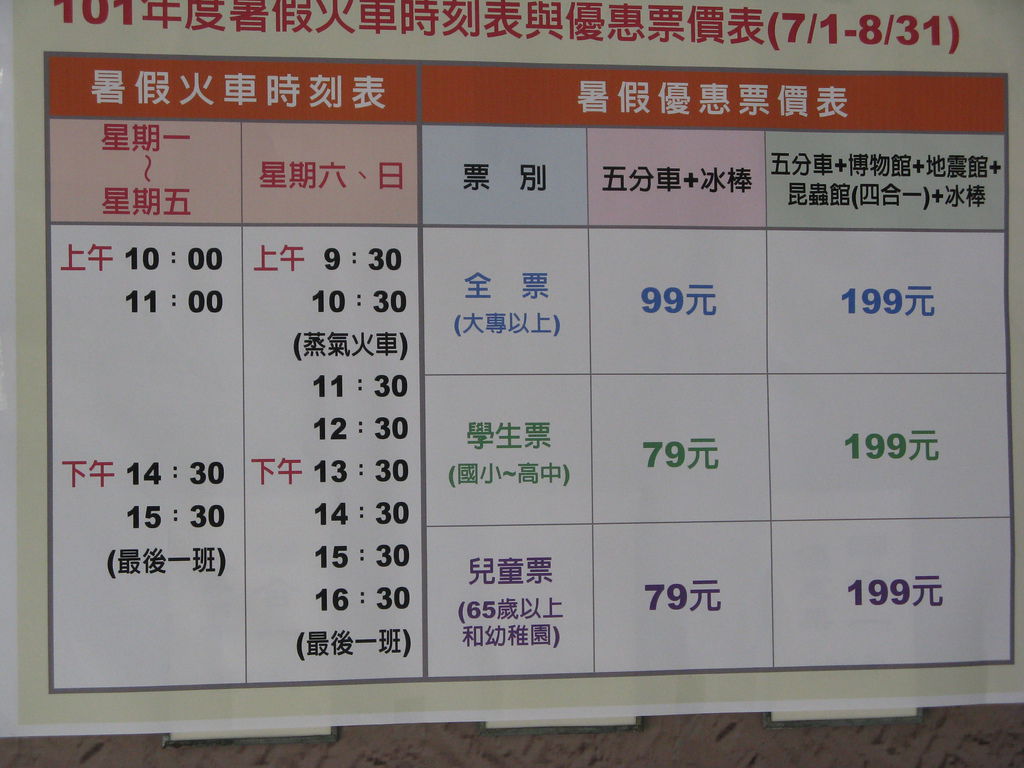 101年度暑假火車時刻表與優惠票價表(7/1-8/31)
暑假火車時刻表
星期一
~
星期五
星期六、日
上午 10：00
11：00
下午 14：30
15：30
(最後一班)
上午 9：30
10：30
(蒸氣火車)
11：30
12：30
下午 13：30
14：30
15：30
16：30
(最後一班)
暑假優惠票價表
票 別
五分車+冰棒
五分車+博物館+地震館+
昆蟲館(四合一)+冰棒
全 票
(大專以上)
99元
199元
學生票
(國小~高中)
79元
199元
兒童票
(65歲以上
和幼稚園)
79元
199元